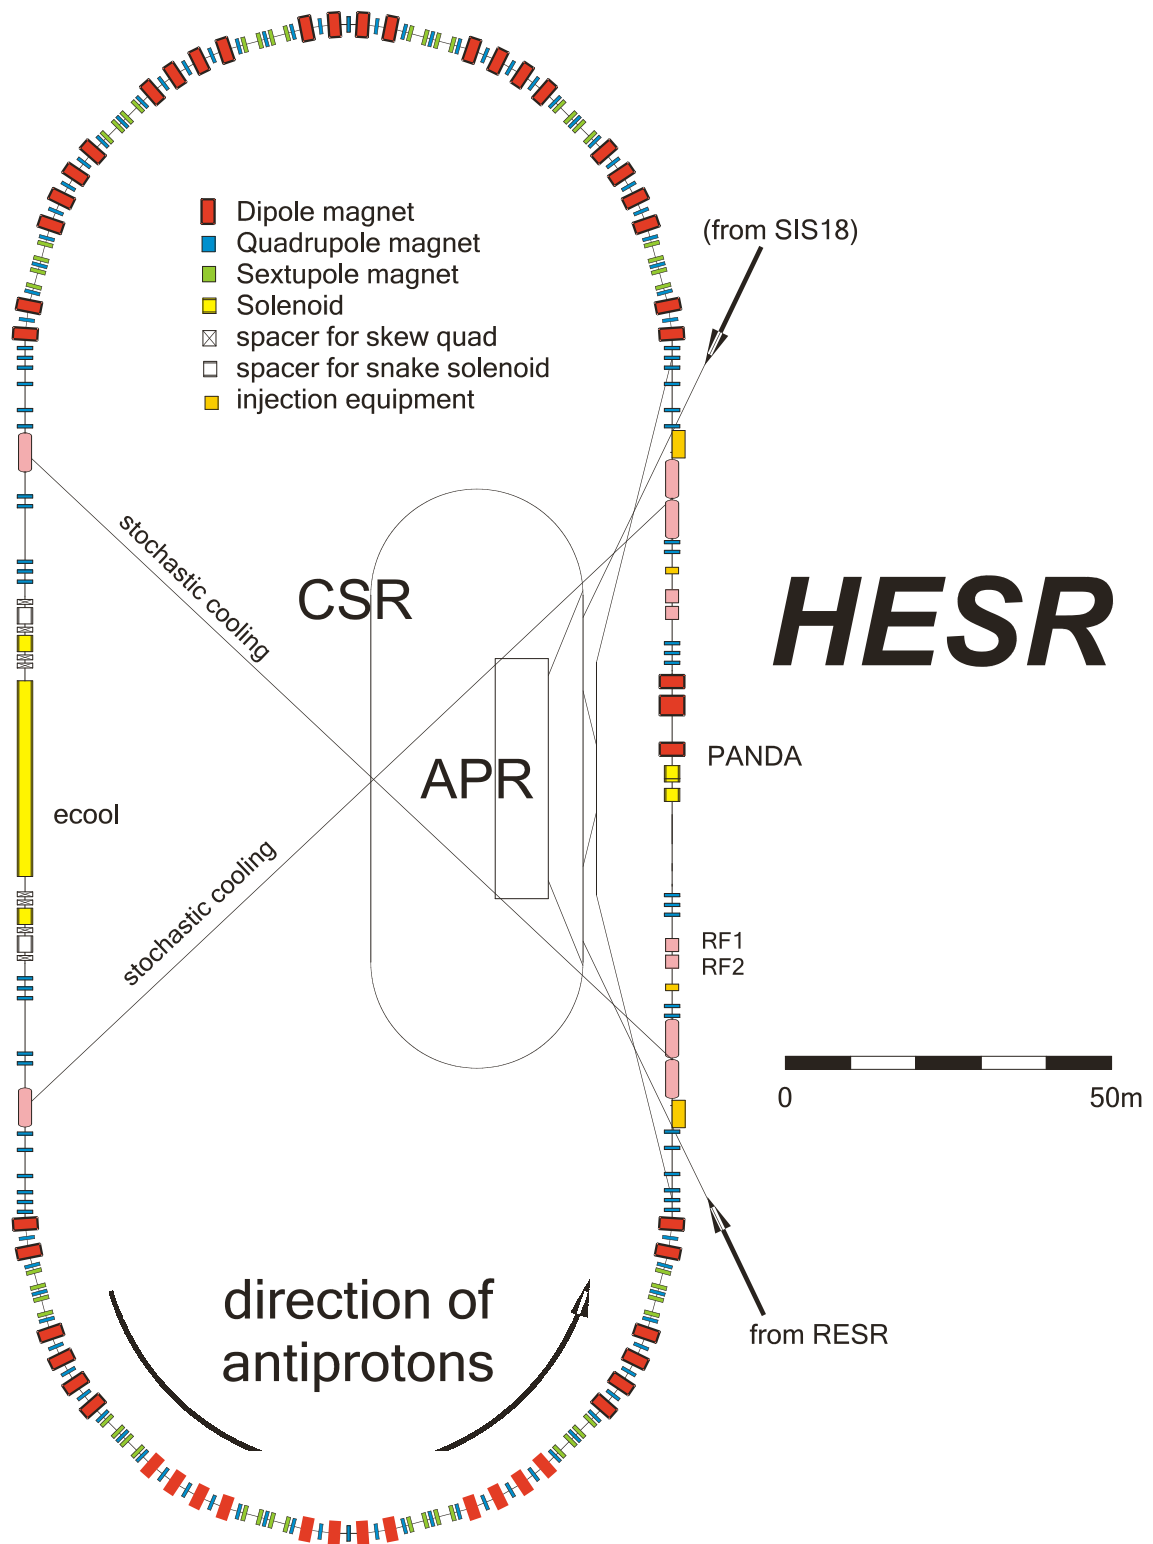 Dipole magnet
Quadrupole magnet
Sextupole magnet
Solenoid
spacer for skew quad
spacer for snake solenoid
injection equipment
(from SIS18)
stochastic cooling
CSR
HESR
APR
PANDA
ecool
stochastic cooling
RF1
RF2
0
50m
direction of
antiprotons
from RESR